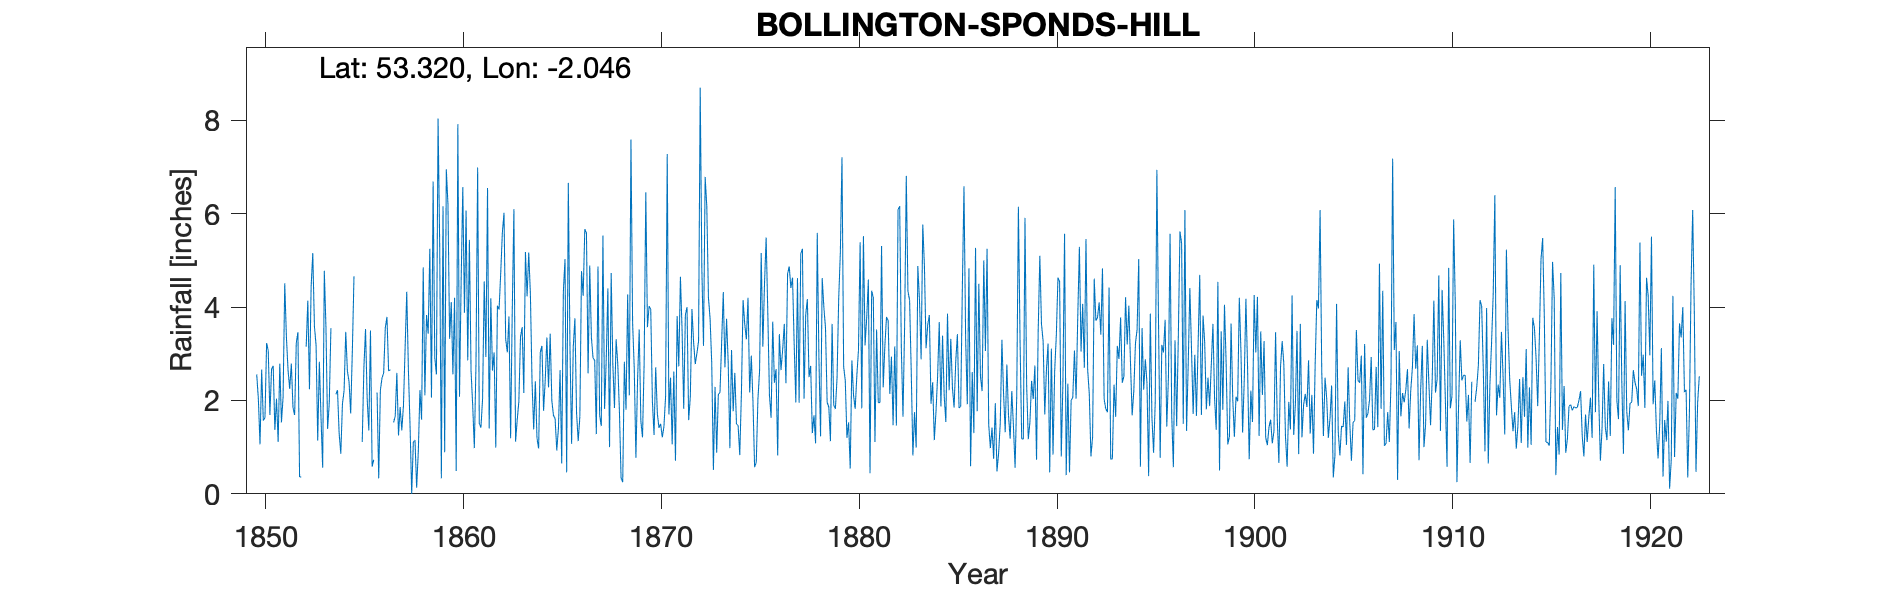 BOLLINGTON-SPONDS-HILL
Lat: 53.320, Lon: -2.046
8
6
4
2
0
Rainfall [inches]
1850 1860 1870 1880 1890 1900 1910 1920
Year